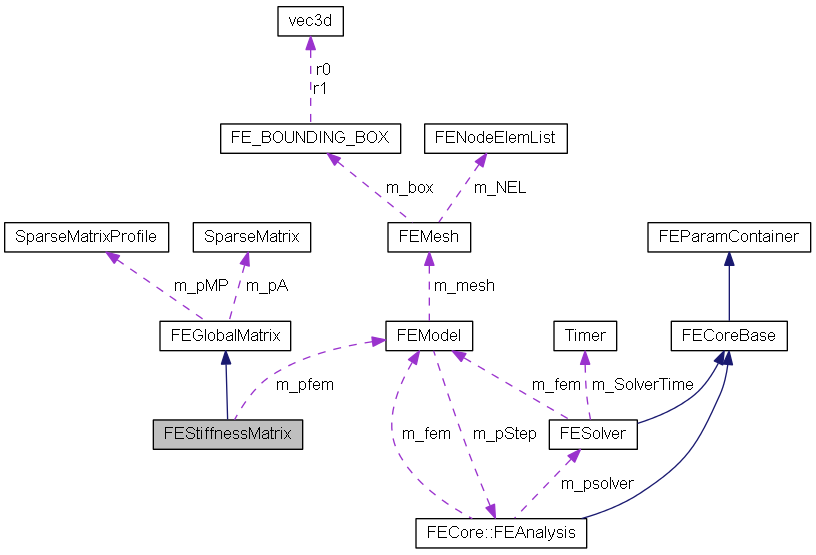 vec3d
r0
r1
FE_BOUNDING_BOX
FENodeElemList
m_box
m_NEL
SparseMatrixProfile
SparseMatrix
FEMesh
FEParamContainer
m_pMP
m_pA
m_mesh
FEGlobalMatrix
FEModel
Timer
FECoreBase
m_pfem
m_fem
m_SolverTime
FEStiffnessMatrix
m_fem
m_pStep
FESolver
m_psolver
FECore::FEAnalysis